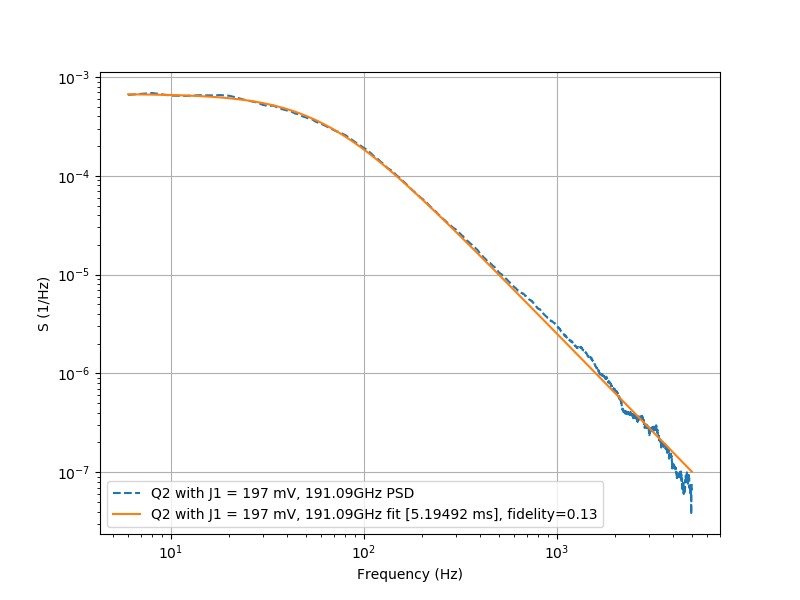 10⁻³
10⁻⁴
10⁻⁵
10⁻⁶
10⁻⁷
S (1/Hz)
Q2 with J1 = 197 mV, 191.09GHz PSD
Q2 with J1 = 197 mV, 191.09GHz fit [5.19492 ms], fidelity=0.13
10¹ 10² 10³
Frequency (Hz)